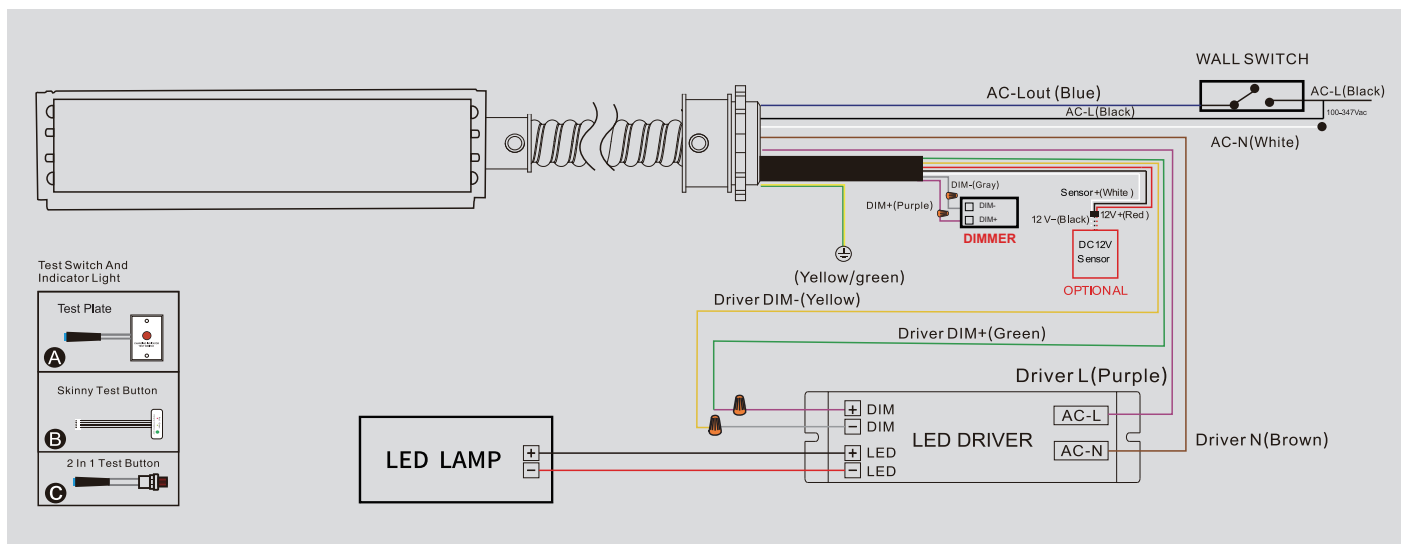 WALL SWITCH
AC-Lout (Blue)
AC-L(Black)
AC-L(Black)
100-347Vac
AC-N(White)
DIM-(Gray)
DIM+(Purple)
DIM-
DIM+
DIMMER
Sensor+(White )
12 V-(Black)
12V+(Red )
DC12V
Sensor
OPTIONAL
(Yellow/green)
Driver DIM-(Yellow)
Driver DIM+(Green)
Driver L(Purple)
Driver N(Brown)
Test Switch And
Indicator Light
Test Plate
A
Skinny Test Button
B
2 In 1 Test Button
C
LED LAMP
+
−
+ DIM
− DIM
+ LED
− LED
LED DRIVER
AC-L
AC-N